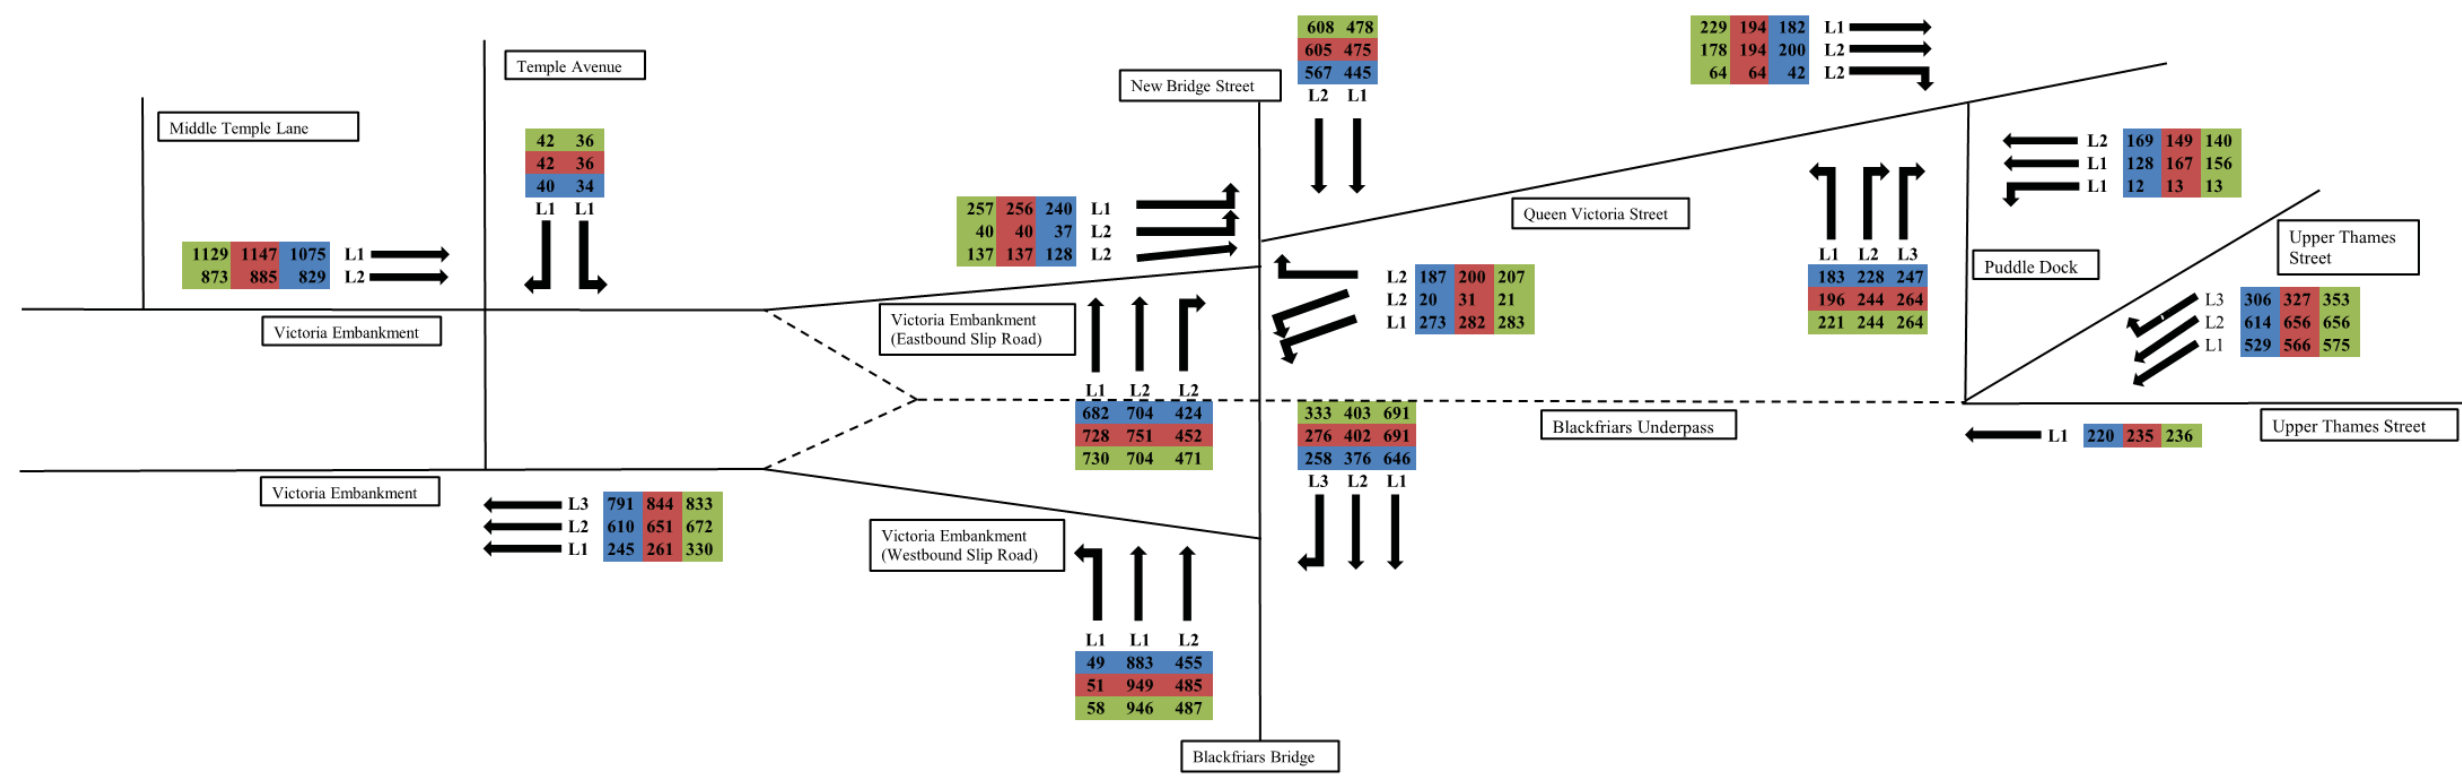 608 478
605 475
567 445
L2 L1
229 194 182 L1
178 194 200 L2
64 64 42 L2
Temple Avenue
New Bridge Street
Middle Temple Lane
42 36
42 36
40 34
L1 L1
L2 169 149 140
L1 128 167 156
L1 12 13 13
257 256 240 L1
40 40 37 L2
137 137 128 L2
Queen Victoria Street
Upper Thames
Street
1129 1147 1075 L1
873 885 829 L2
L1 L2 L3
183 228 247
196 244 264
221 244 264
Puddle Dock
L2 187 200 207
L2 20 31 21
L1 273 282 283
L3 306 327 353
L2 614 656 656
L1 529 566 575
Victoria Embankment
Victoria Embankment
(Eastbound Slip Road)
L1 L2 L2
682 704 424
728 751 452
730 704 471
333 403 691
276 402 691
258 376 646
L3 L2 L1
Blackfriars Underpass
Upper Thames Street
L1 220 235 236
Victoria Embankment
L3 791 844 833
L2 610 651 672
L1 245 261 330
Victoria Embankment
(Westbound Slip Road)
L1 L1 L2
49 883 455
51 949 485
58 946 487
Blackfriars Bridge